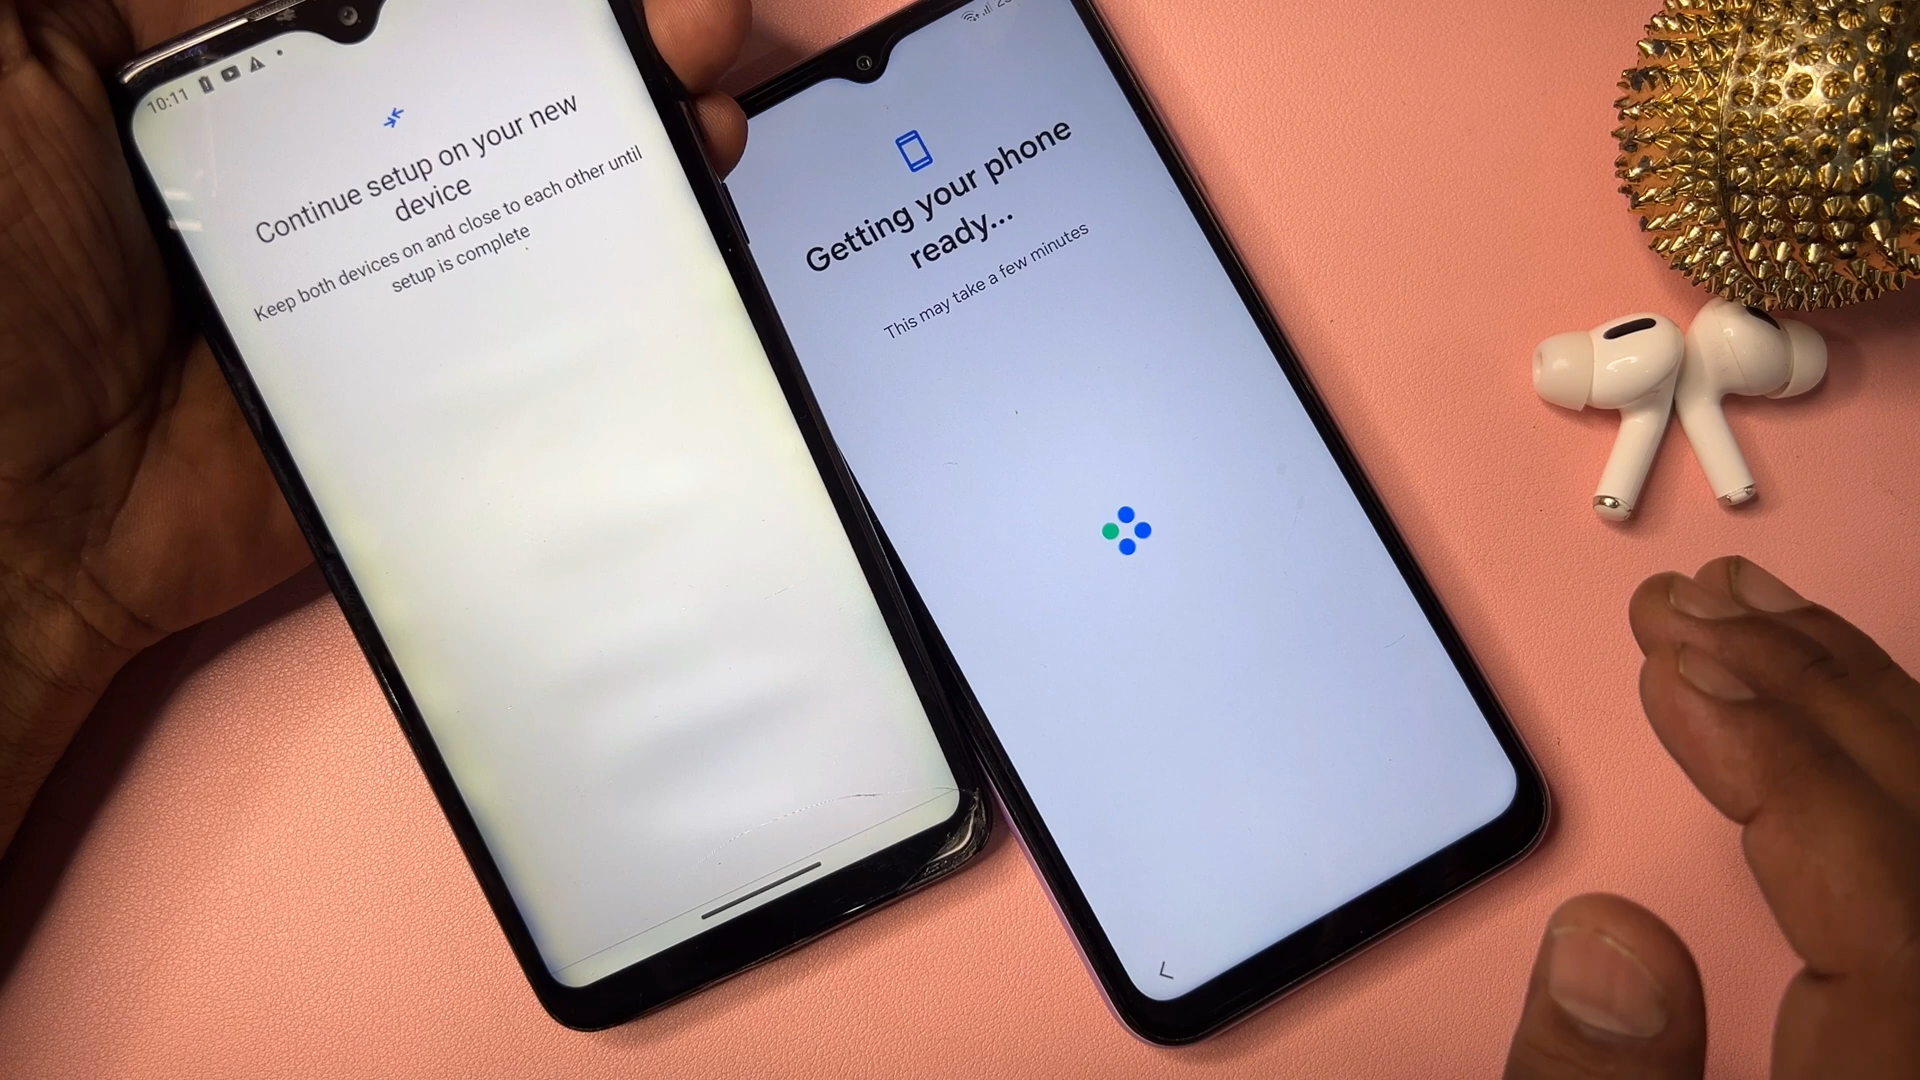 10:11
Continue setup on your new
device
Keep both devices on and close to each other until
setup is complete
Getting your phone
ready...
This may take a few minutes